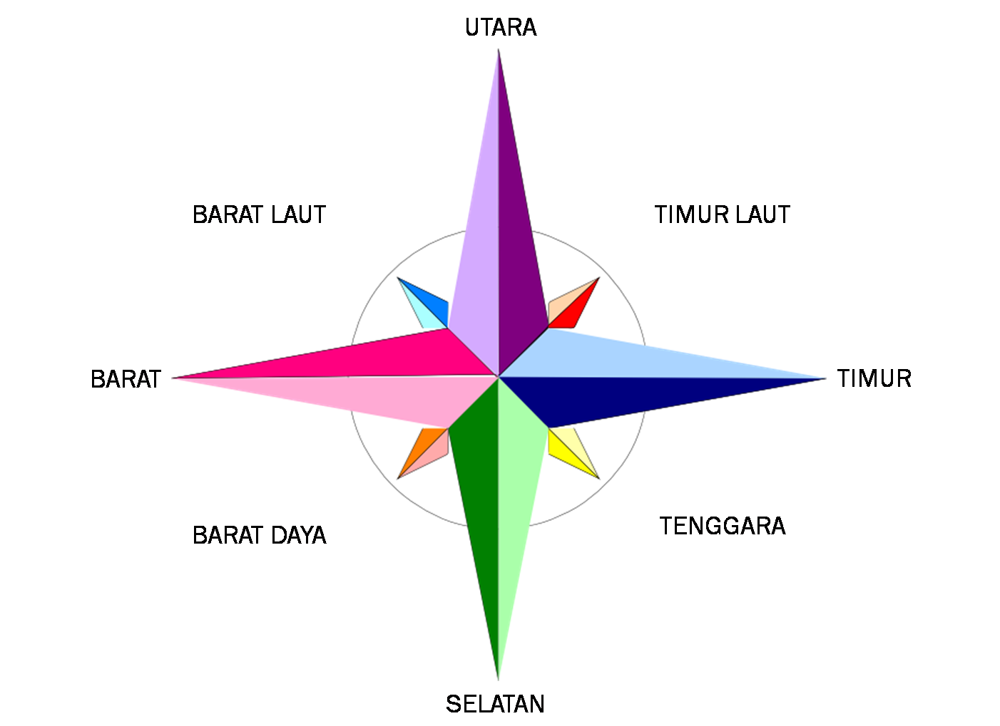 UTARA
BARAT LAUT
TIMUR LAUT
BARAT
TIMUR
BARAT DAYA
TENGGARA
SELATAN